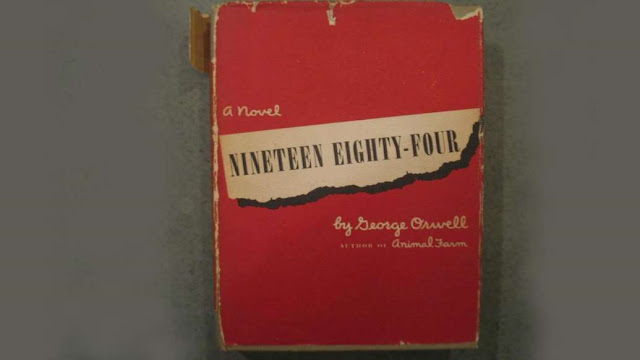 A Novel
NINETEEN EIGHTY-FOUR
by George Orwell
AUTHOR OF Animal Farm